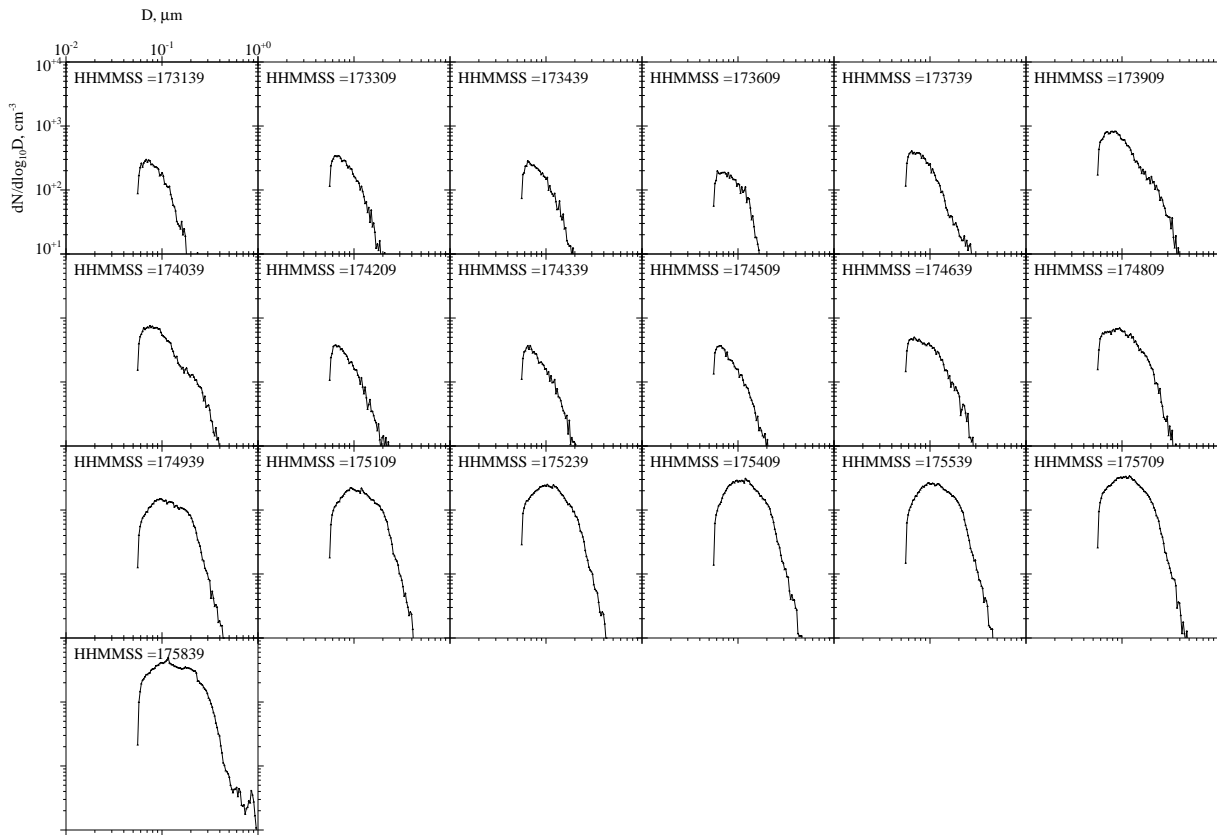 D, μm
10⁻² 10⁻¹ 10⁺⁰
10⁺⁴
10⁺³
10⁺²
10⁺¹
dN/dlog₁₀D, cm⁻³
HHMMSS =173139
HHMMSS =173309
HHMMSS =173439
HHMMSS =173609
HHMMSS =173739
HHMMSS =173909
HHMMSS =174039
HHMMSS =174209
HHMMSS =174339
HHMMSS =174509
HHMMSS =174639
HHMMSS =174809
HHMMSS =174939
HHMMSS =175109
HHMMSS =175239
HHMMSS =175409
HHMMSS =175539
HHMMSS =175709
HHMMSS =175839